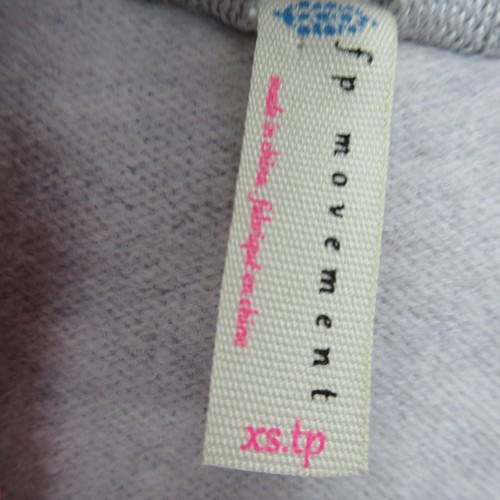 fp movement
made in china. fabriqué en chine
xs.tp